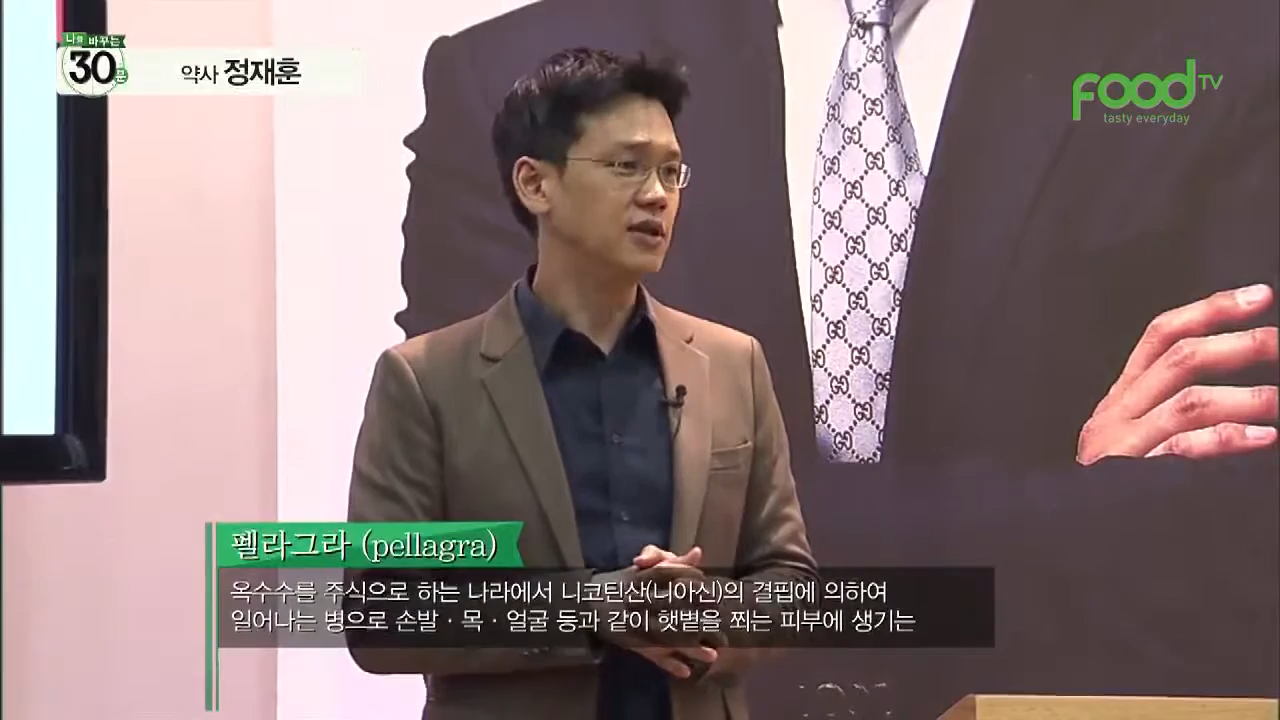 나를 바꾸는
30분
약사 정재훈
fooDTV
tasty everyday
펠라그라 (pellagra)
옥수수를 주식으로 하는 나라에서 니코틴산(니아신)의 결핍에 의하여
일어나는 병으로 손발 · 목 · 얼굴 등과 같이 햇볕을 쬐는 피부에 생기는